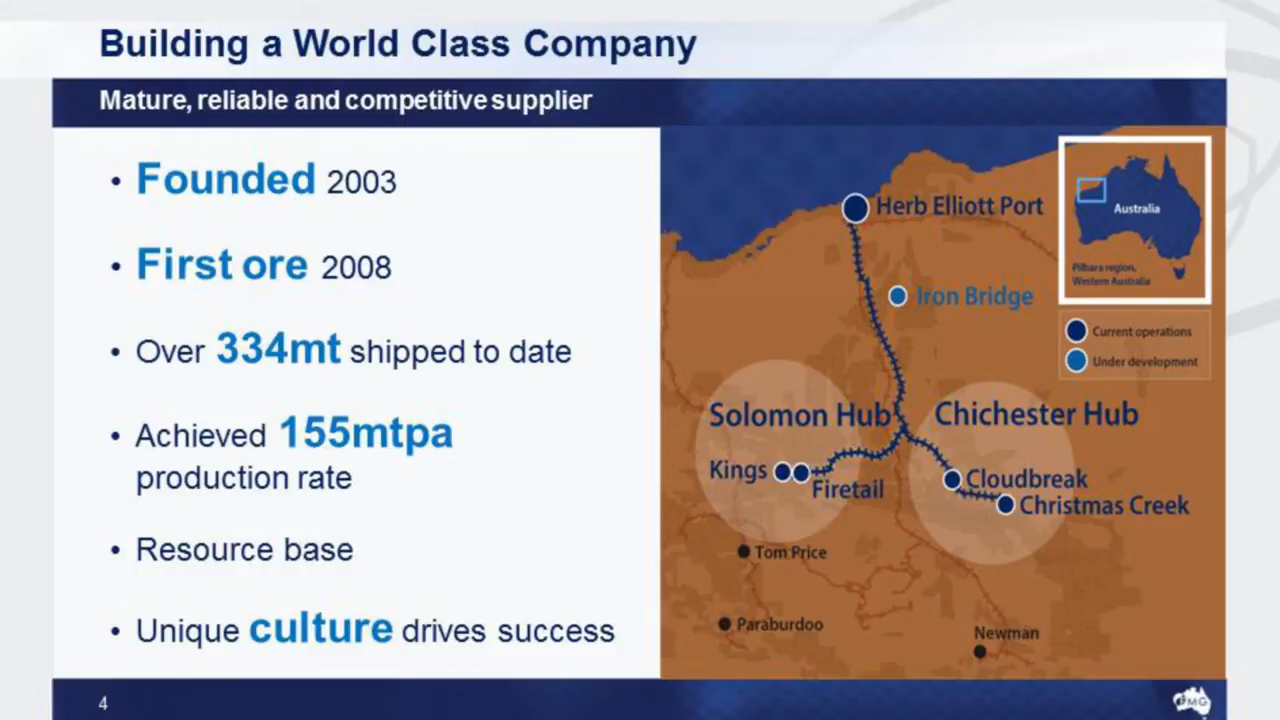 Building a World Class Company
Mature, reliable and competitive supplier
• Founded 2003
• First ore 2008
• Over 334mt shipped to date
• Achieved 155mtpa
production rate
• Resource base
• Unique culture drives success
Herb Elliott Port
Iron Bridge
Solomon Hub
Chichester Hub
Kings
Firetail
Cloudbreak
Christmas Creek
Tom Price
Paraburdoo
Newman
Australia
Pilbara region,
Western Australia
Current operations
Under development
4
FMG